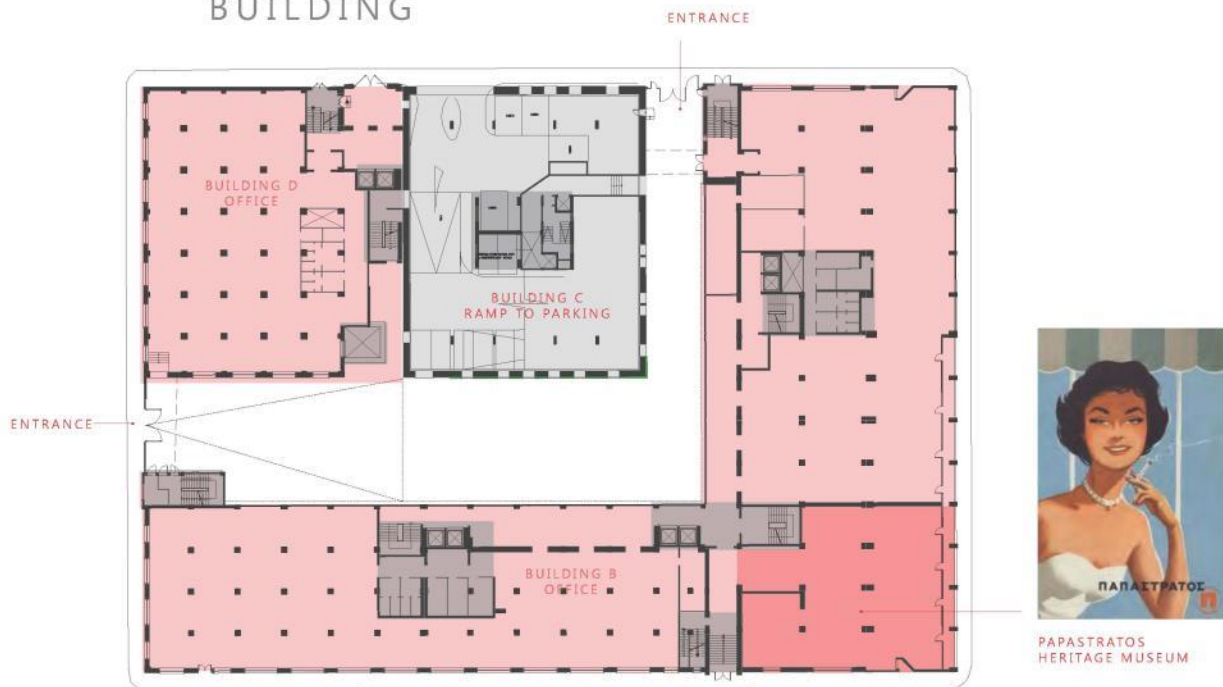 BUILDING
ENTRANCE
BUILDING D
OFFICE
BUILDING C
RAMP TO PARKING
ENTRANCE
BUILDING B
OFFICE
ΠΑΠΑΣΤΡΑΤΟΣ
PAPASTRATOS
HERITAGE MUSEUM